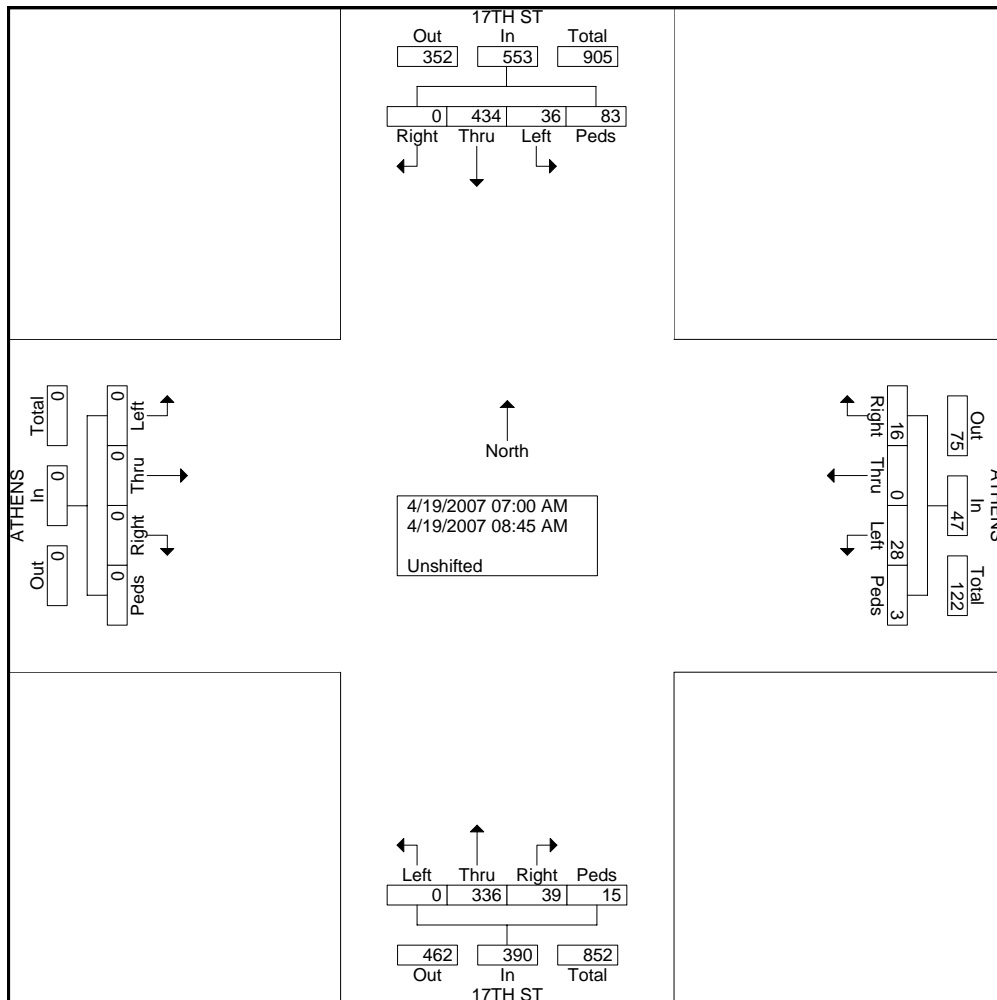 17TH ST
Out In Total
352 553 905
0 434 36 83
Right Thru Left Peds
ATHENS
Total In Out
0 0 0
0 0 0 0
Left Thru Right Peds
North
4/19/2007 07:00 AM
4/19/2007 08:45 AM
Unshifted
Right Thru Left Peds
16 0 28 3
Out In Total
75 47 122
ATHENS
Left Thru Right Peds
0 336 39 15
462 390 852
Out In Total
17TH ST